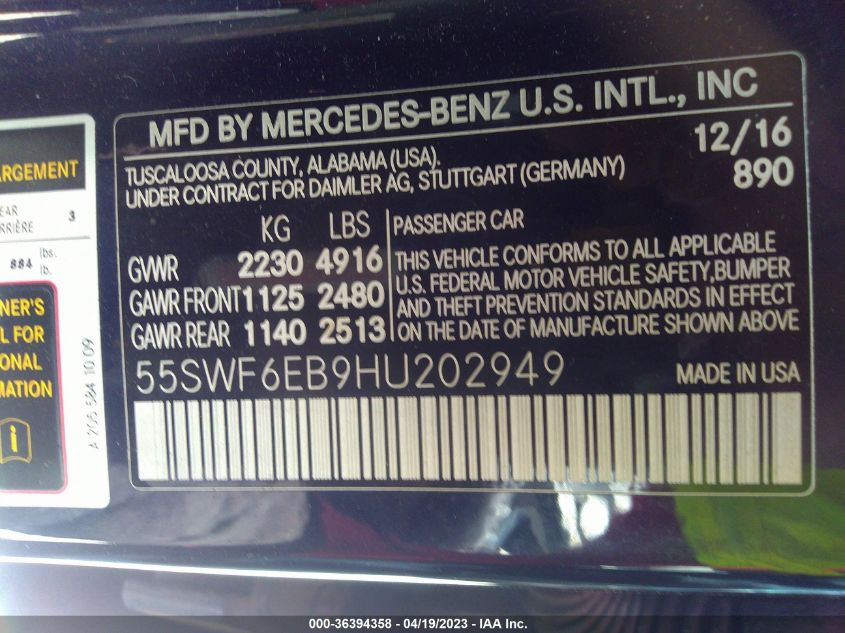 ARGEMENT
EAR
RRIÈRE 3
884 lbs.
lb.
NER'S
L FOR
ONAL
MATION
A 205 584 10 09
MFD BY MERCEDES-BENZ U.S. INTL., INC
TUSCALOOSA COUNTY, ALABAMA (USA). 12/16
UNDER CONTRACT FOR DAIMLER AG, STUTTGART (GERMANY) 890
KG LBS PASSENGER CAR
GVWR 2230 4916 THIS VEHICLE CONFORMS TO ALL APPLICABLE
GAWR FRONT 1125 2480 U.S. FEDERAL MOTOR VEHICLE SAFETY, BUMPER
GAWR REAR 1140 2513 AND THEFT PREVENTION STANDARDS IN EFFECT
ON THE DATE OF MANUFACTURE SHOWN ABOVE
55SWF6EB9HU202949 MADE IN USA
000-36394358 - 04/19/2023 - IAA Inc.